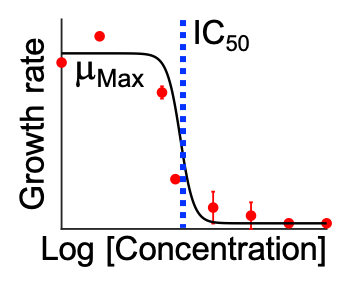 IC50
μMax
Growth rate
Log [Concentration]